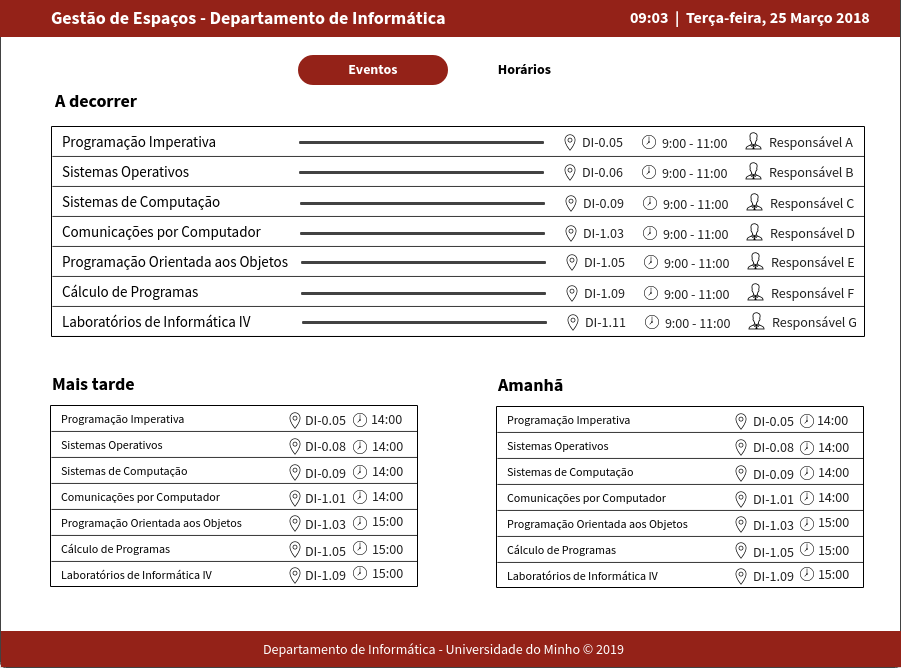 Gestão de Espaços - Departamento de Informática 09:03 | Terça-feira, 25 Março 2018
Eventos Horários
A decorrer
Programação Imperativa DI-0.05 9:00 - 11:00 Responsável A
Sistemas Operativos DI-0.06 9:00 - 11:00 Responsável B
Sistemas de Computação DI-0.09 9:00 - 11:00 Responsável C
Comunicações por Computador DI-1.03 9:00 - 11:00 Responsável D
Programação Orientada aos Objetos DI-1.05 9:00 - 11:00 Responsável E
Cálculo de Programas DI-1.09 9:00 - 11:00 Responsável F
Laboratórios de Informática IV DI-1.11 9:00 - 11:00 Responsável G
Mais tarde
Programação Imperativa DI-0.05 14:00
Sistemas Operativos DI-0.08 14:00
Sistemas de Computação DI-0.09 14:00
Comunicações por Computador DI-1.01 14:00
Programação Orientada aos Objetos DI-1.03 15:00
Cálculo de Programas DI-1.05 15:00
Laboratórios de Informática IV DI-1.09 15:00
Amanhã
Programação Imperativa DI-0.05 14:00
Sistemas Operativos DI-0.08 14:00
Sistemas de Computação DI-0.09 14:00
Comunicações por Computador DI-1.01 14:00
Programação Orientada aos Objetos DI-1.03 15:00
Cálculo de Programas DI-1.05 15:00
Laboratórios de Informática IV DI-1.09 15:00
Departamento de Informática - Universidade do Minho © 2019